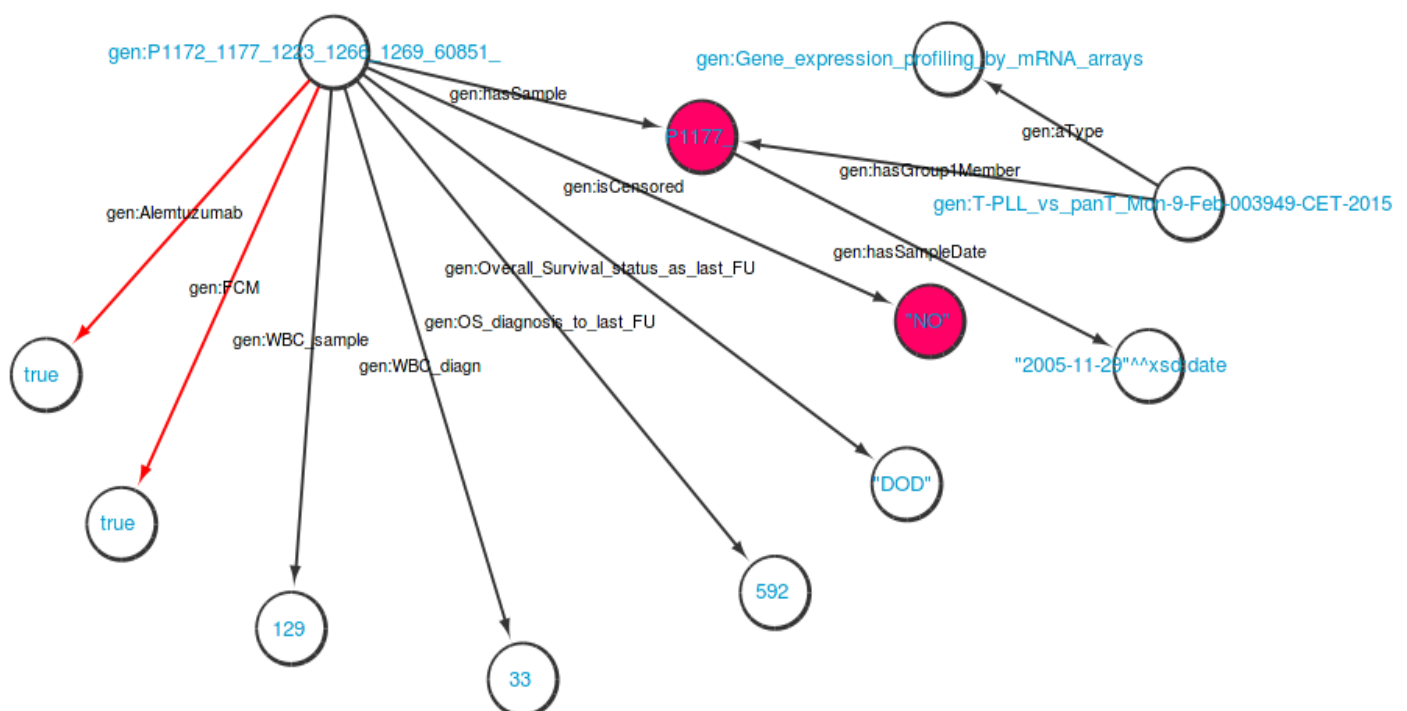 gen:P1172_1177_1223_1266_1269_60851_
gen:Gene_expression_profiling_by_mRNA_arrays
gen:hasSample
gen:aType
P1177_
gen:hasGroup1Member
gen:isCensored
gen:T-PLL_vs_panT_Mon-9-Feb-003949-CET-2015
gen:Alemtuzumab
gen:hasSampleDate
gen:Overall_Survival_status_as_last_FU
gen:FCM
gen:OS_diagnosis_to_last_FU
"NO"
gen:WBC_sample
gen:WBC_diagn
"2005-11-29"^^xsd:date
true
"DOD"
true
592
129
33